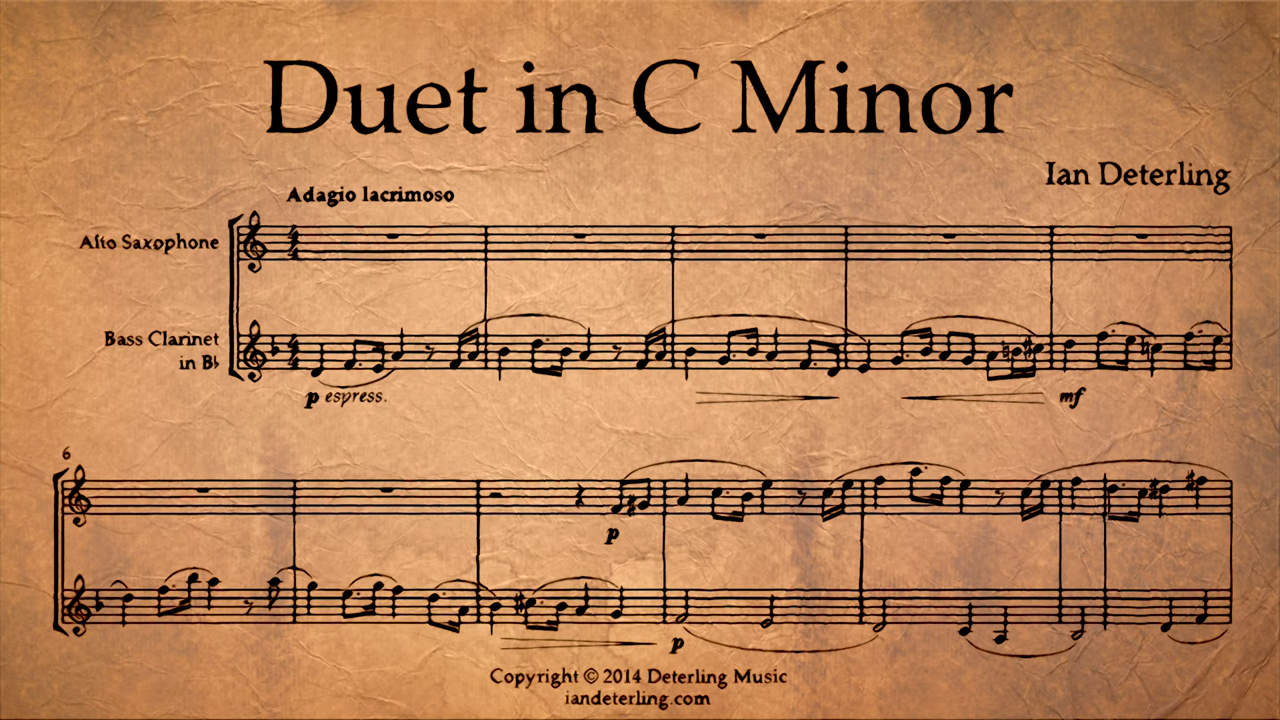 Duet in C Minor
Ian Deterling
Adagio lacrimoso
Alto Saxophone
Bass Clarinet
in B♭
p espress.
mf
6
p
p
Copyright © 2014 Deterling Music
iandeterling.com